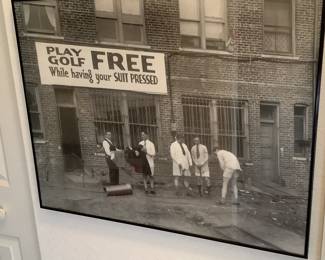 PLAY
GOLF FREE
While having your SUIT PRESSED